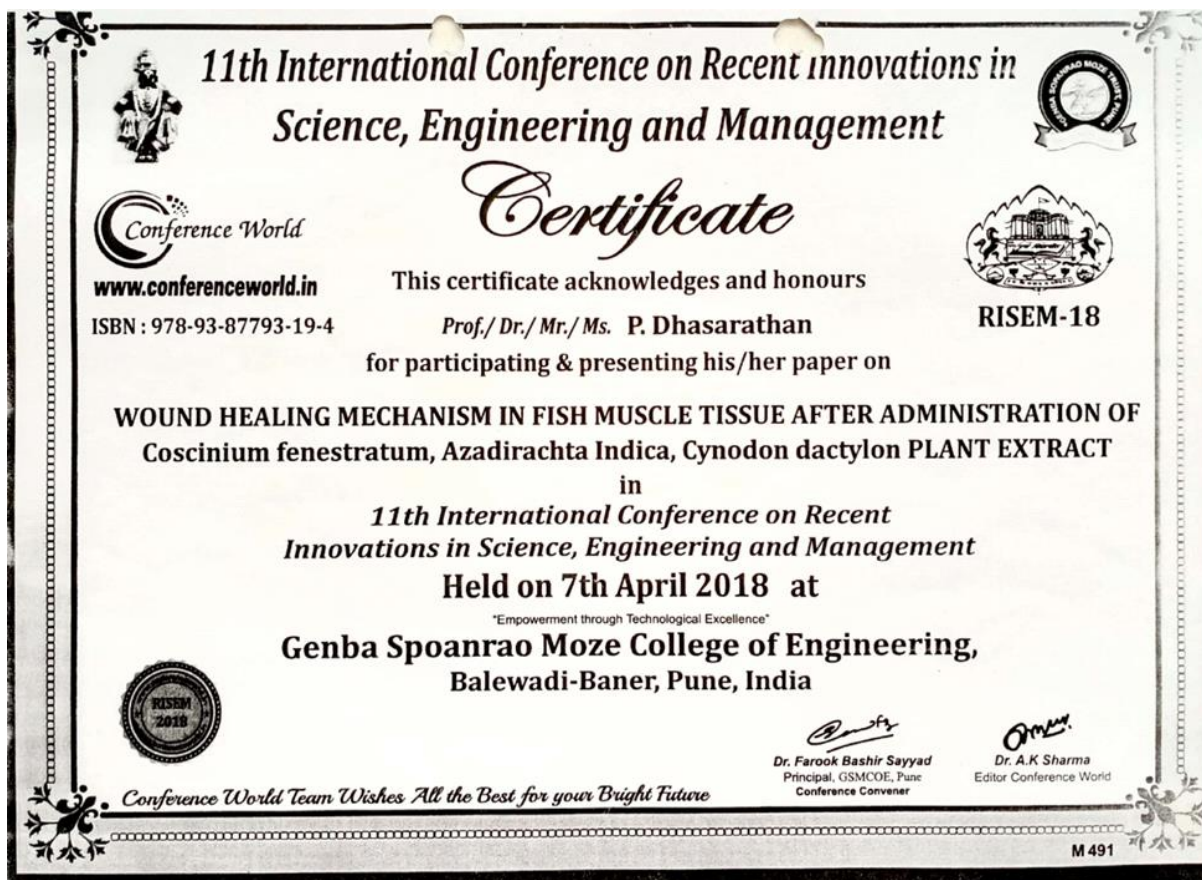 11th International Conference on Recent Innovations in
Science, Engineering and Management
Certificate
Conference World
www.conferenceworld.in
ISBN : 978-93-87793-19-4
RISEM-18
This certificate acknowledges and honours
Prof./ Dr./ Mr./ Ms. P. Dhasarathan
for participating & presenting his/her paper on
WOUND HEALING MECHANISM IN FISH MUSCLE TISSUE AFTER ADMINISTRATION OF
Coscinium fenestratum, Azadirachta Indica, Cynodon dactylon PLANT EXTRACT
in
11th International Conference on Recent
Innovations in Science, Engineering and Management
Held on 7th April 2018 at
"Empowerment through Technological Excellence"
Genba Spoanrao Moze College of Engineering,
Balewadi-Baner, Pune, India
RISEM
2018
Dr. Farook Bashir Sayyad
Principal, GSMCOE, Pune
Conference Convener
Dr. A.K Sharma
Editor Conference World
Conference World Team Wishes All the Best for your Bright Future
M 491